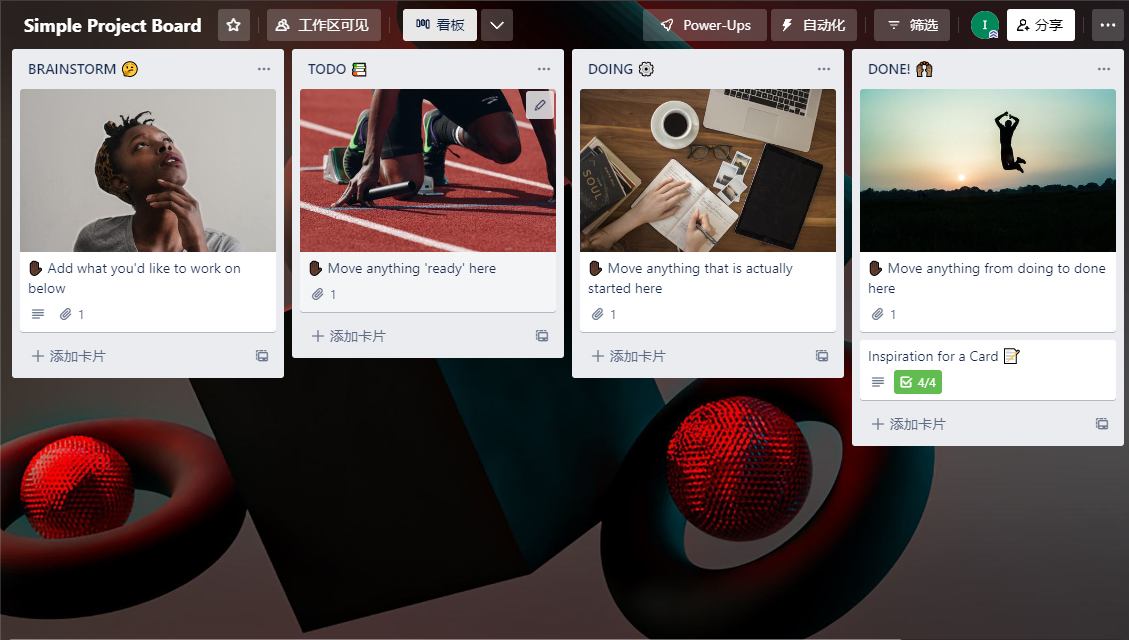 Simple Project Board
工作区可见
看板
Power-Ups
自动化
筛选
I
分享
BRAINSTORM 🤔
✋🏿 Add what you'd like to work on
below
1
添加卡片
TODO 📚
✋🏿 Move anything 'ready' here
1
添加卡片
DOING ⚙️
SOUL
✋🏿 Move anything that is actually
started here
1
添加卡片
DONE! 🙌🏽
✋🏿 Move anything from doing to done
here
1
Inspiration for a Card 📝
4/4
添加卡片